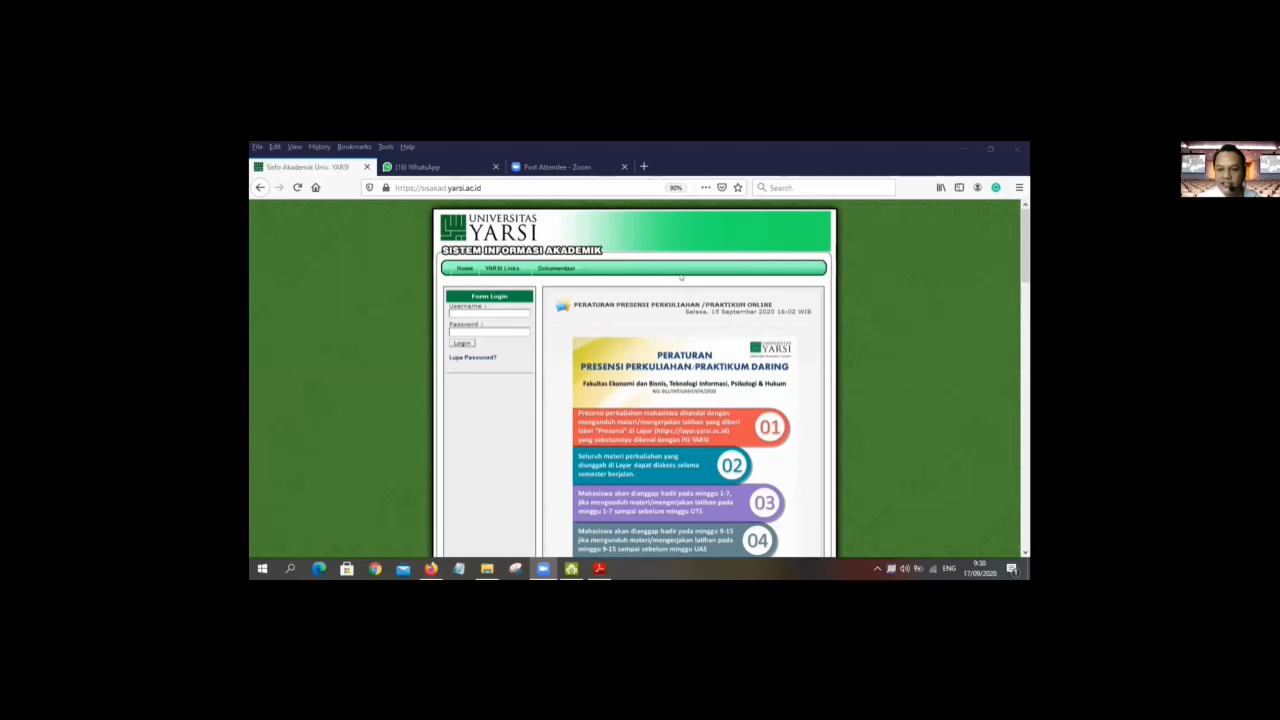 File Edit View History Bookmarks Tools Help
Sisfo Akademik Univ. YARSI
(16) WhatsApp
Post Attendee - Zoom
https://sisakad.yarsi.ac.id
90%
Search
UNIVERSITAS
YARSI
SISTEM INFORMASI AKADEMIK
Home YARSI Links Dokumentasi
Form Login
Username :
Password :
Login
Lupa Password?
PERATURAN PRESENSI PERKULIAHAN /PRAKTIKUM ONLINE
Selasa, 15 September 2020 16:02 WIB
UNIVERSITAS
YARSI
PERATURAN
PRESENSI PERKULIAHAN/PRAKTIKUM DARING
Fakultas Ekonomi dan Bisnis, Teknologi Informasi, Psikologi & Hukum
Presensi perkuliahan mahasiswa ditandai dengan
mengunduh materi/mengerjakan latihan yang diberi
label "Presensi" di Layar (https://layar.yarsi.ac.id)
yang sebelumnya dikenal dengan PJJ YARSI
01
Seluruh materi perkuliahan yang
diunggah di Layar dapat diakses selama
semester berjalan.
02
Mahasiswa akan dianggap hadir pada minggu 1-7,
jika mengunduh materi/mengerjakan latihan pada
minggu 1-7 sampai sebelum minggu UTS
03
Mahasiswa akan dianggap hadir pada minggu 9-15
jika mengunduh materi/mengerjakan latihan pada
minggu 9-15 sampai sebelum minggu UAS
04
ENG
9:30
17/09/2020